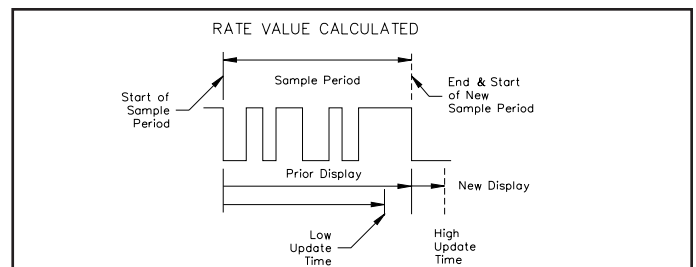 RATE VALUE CALCULATED
Sample Period
Start of
Sample
Period
End & Start
of New
Sample Period
Prior Display
New Display
Low
Update
Time
High
Update
Time